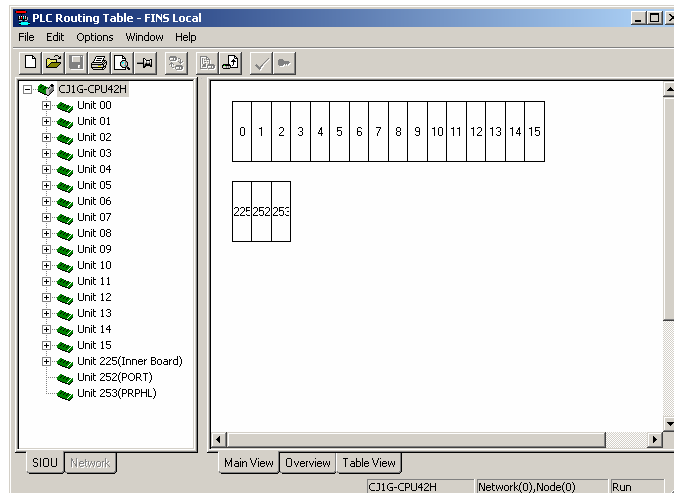 PLC Routing Table - FINS Local
File Edit Options Window Help
CJ1G-CPU42H
Unit 00
Unit 01
Unit 02
Unit 03
Unit 04
Unit 05
Unit 06
Unit 07
Unit 08
Unit 09
Unit 10
Unit 11
Unit 12
Unit 13
Unit 14
Unit 15
Unit 225(Inner Board)
Unit 252(PORT)
Unit 253(PRPHL)
0 1 2 3 4 5 6 7 8 9 10 11 12 13 14 15
225 252 253
SIOU Network
Main View Overview Table View
CJ1G-CPU42H Network(0),Node(0) Run